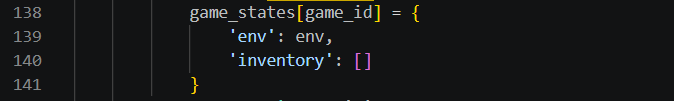 138 game_states[game_id] = {
139 'env': env,
140 'inventory': []
141 }